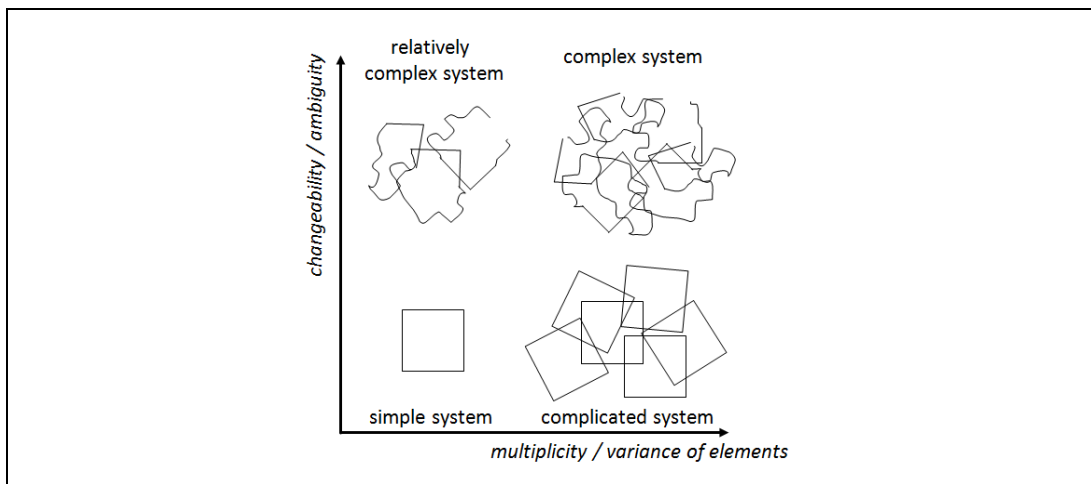 relatively
complex system
complex system
changeability / ambiguity
simple system
complicated system
multiplicity / variance of elements